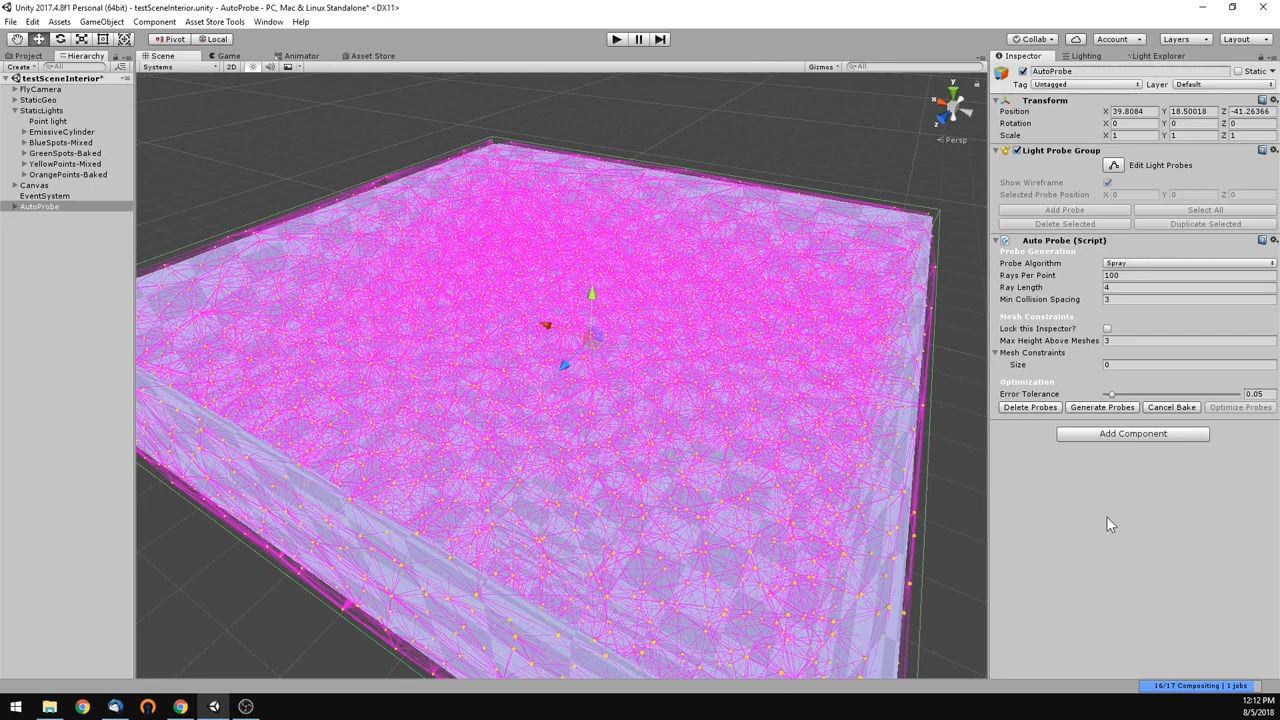 Unity 2017.4.8f1 Personal (64bit) - testSceneInterior.unity - AutoProbe - PC, Mac & Linux Standalone* <DX11>
File Edit Assets GameObject Component Asset Store Tools Window Help
Pivot Local Collab Account Layers Layout
Project Hierarchy Scene Game Animator Asset Store Inspector Lighting Light Explorer
Create All Systems 2D Gizmos All
testSceneInterior*
FlyCamera
StaticGeo
StaticLights
Point light
EmissiveCylinder
BlueSpots-Mixed
GreenSpots-Baked
YellowPoints-Mixed
OrangePoints-Baked
Canvas
EventSystem
AutoProbe
y
x
z
Persp
AutoProbe Static
Tag Untagged Layer Default
Transform
Position X 39.8084 Y 18.50018 Z -41.26366
Rotation X 0 Y 0 Z 0
Scale X 1 Y 1 Z 1
Light Probe Group
Edit Light Probes
Show Wireframe
Selected Probe Position X 0 Y 0 Z 0
Add Probe Select All
Delete Selected Duplicate Selected
Auto Probe (Script)
Probe Generation
Probe Algorithm Spray
Rays Per Point 100
Ray Length 4
Min Collision Spacing 3
Mesh Constraints
Lock this Inspector?
Max Height Above Meshes 3
Mesh Constraints
Size 0
Optimization
Error Tolerance 0.05
Delete Probes Generate Probes Cancel Bake Optimize Probes
Add Component
16/17 Compositing | 1 jobs
12:12 PM
8/5/2018